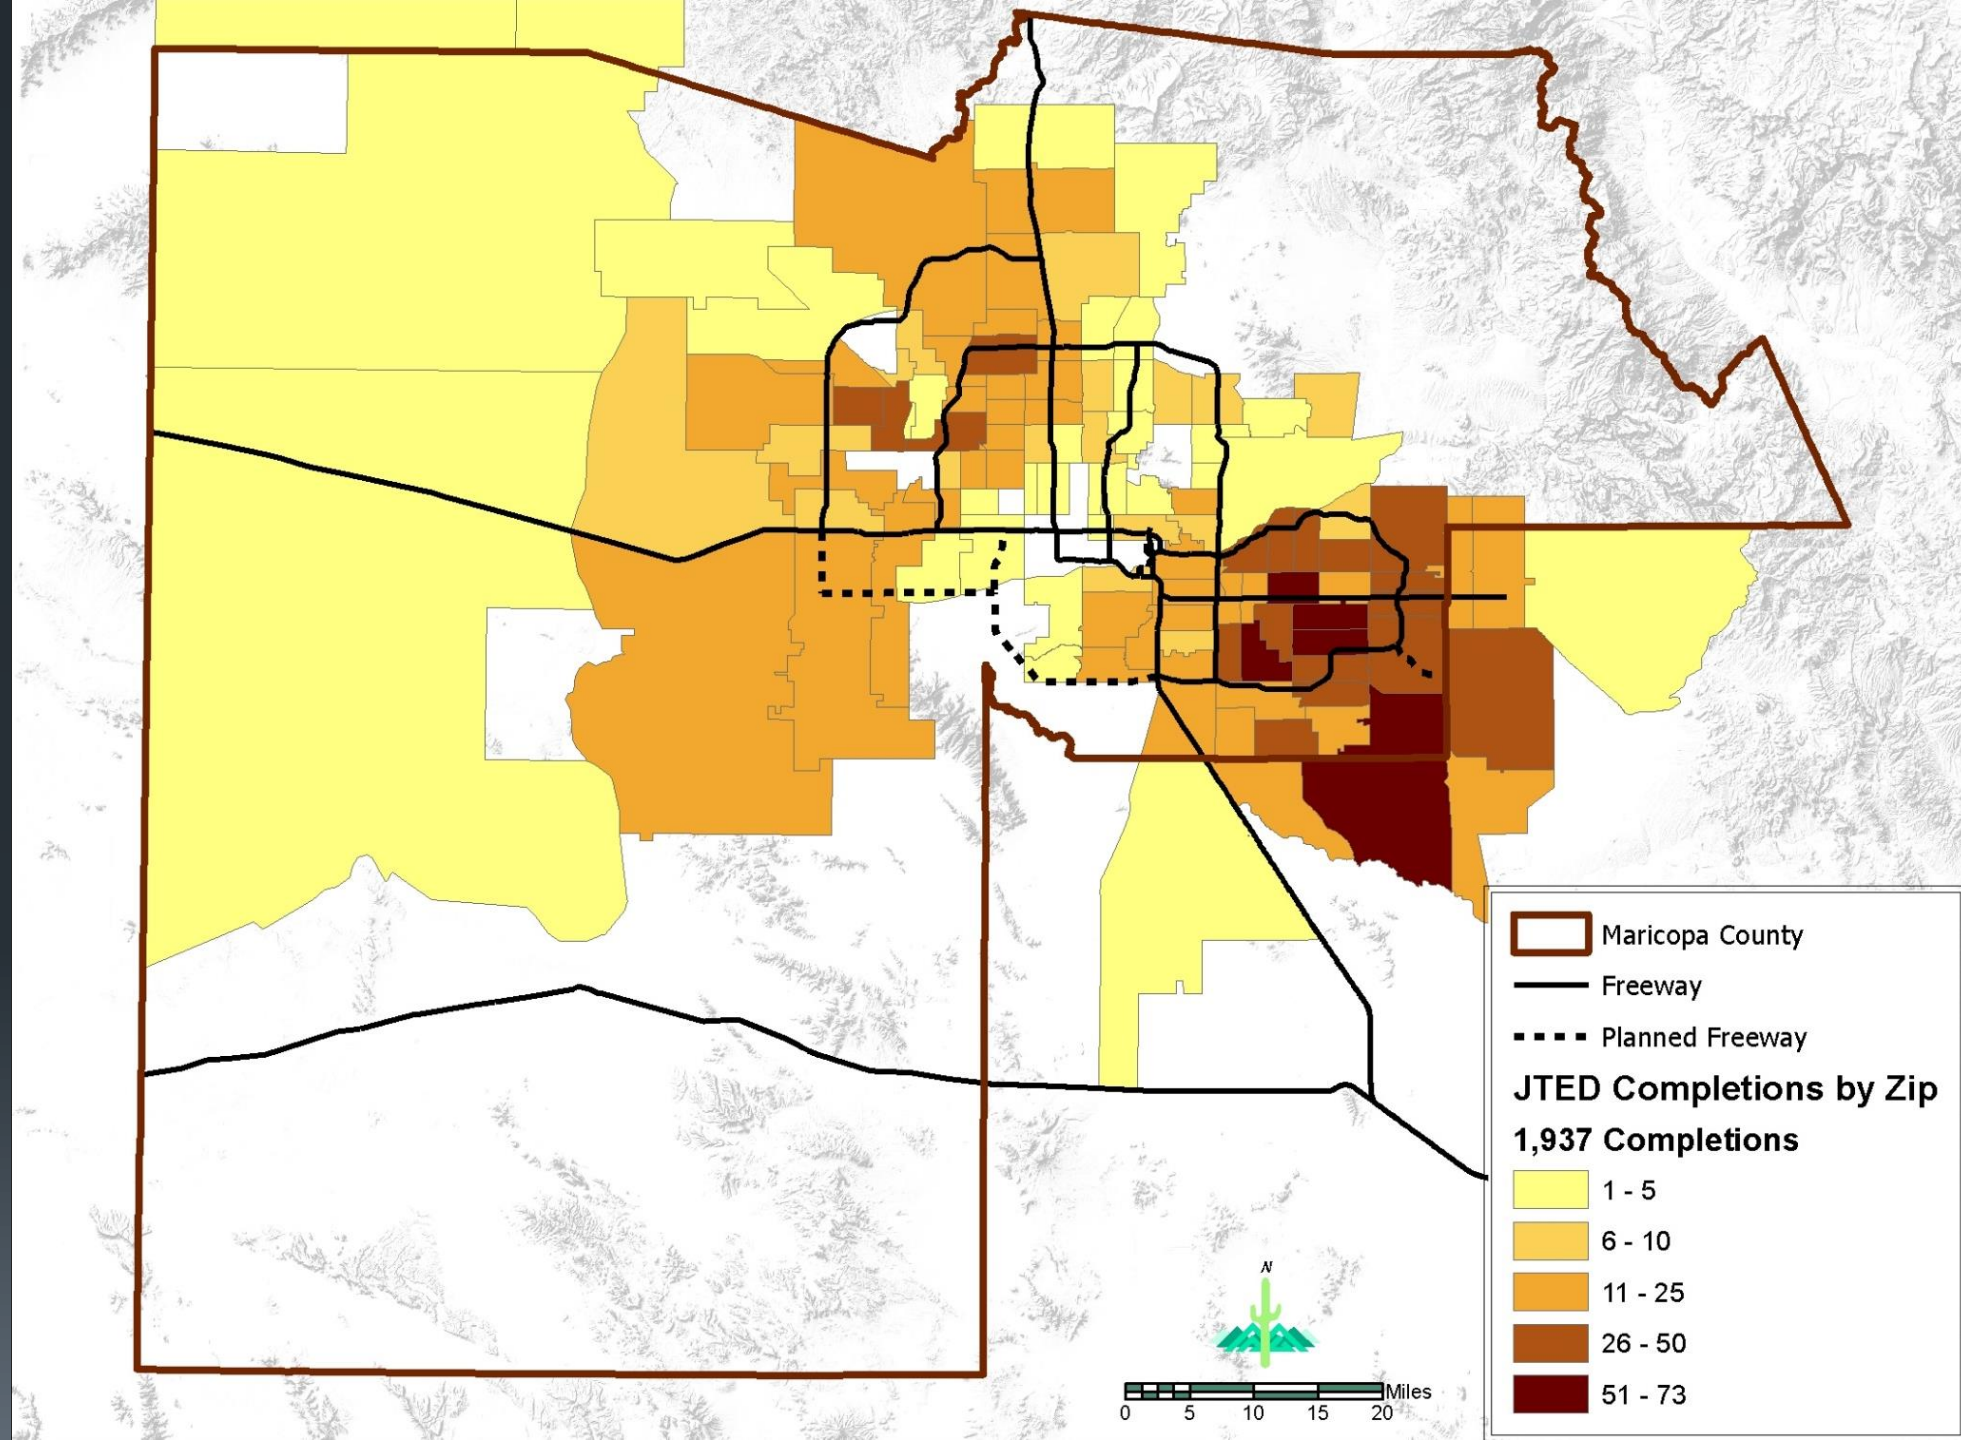 Maricopa County
Freeway
Planned Freeway
JTED Completions by Zip
1,937 Completions
1 - 5
6 - 10
11 - 25
26 - 50
51 - 73
N
Miles
0 5 10 15 20